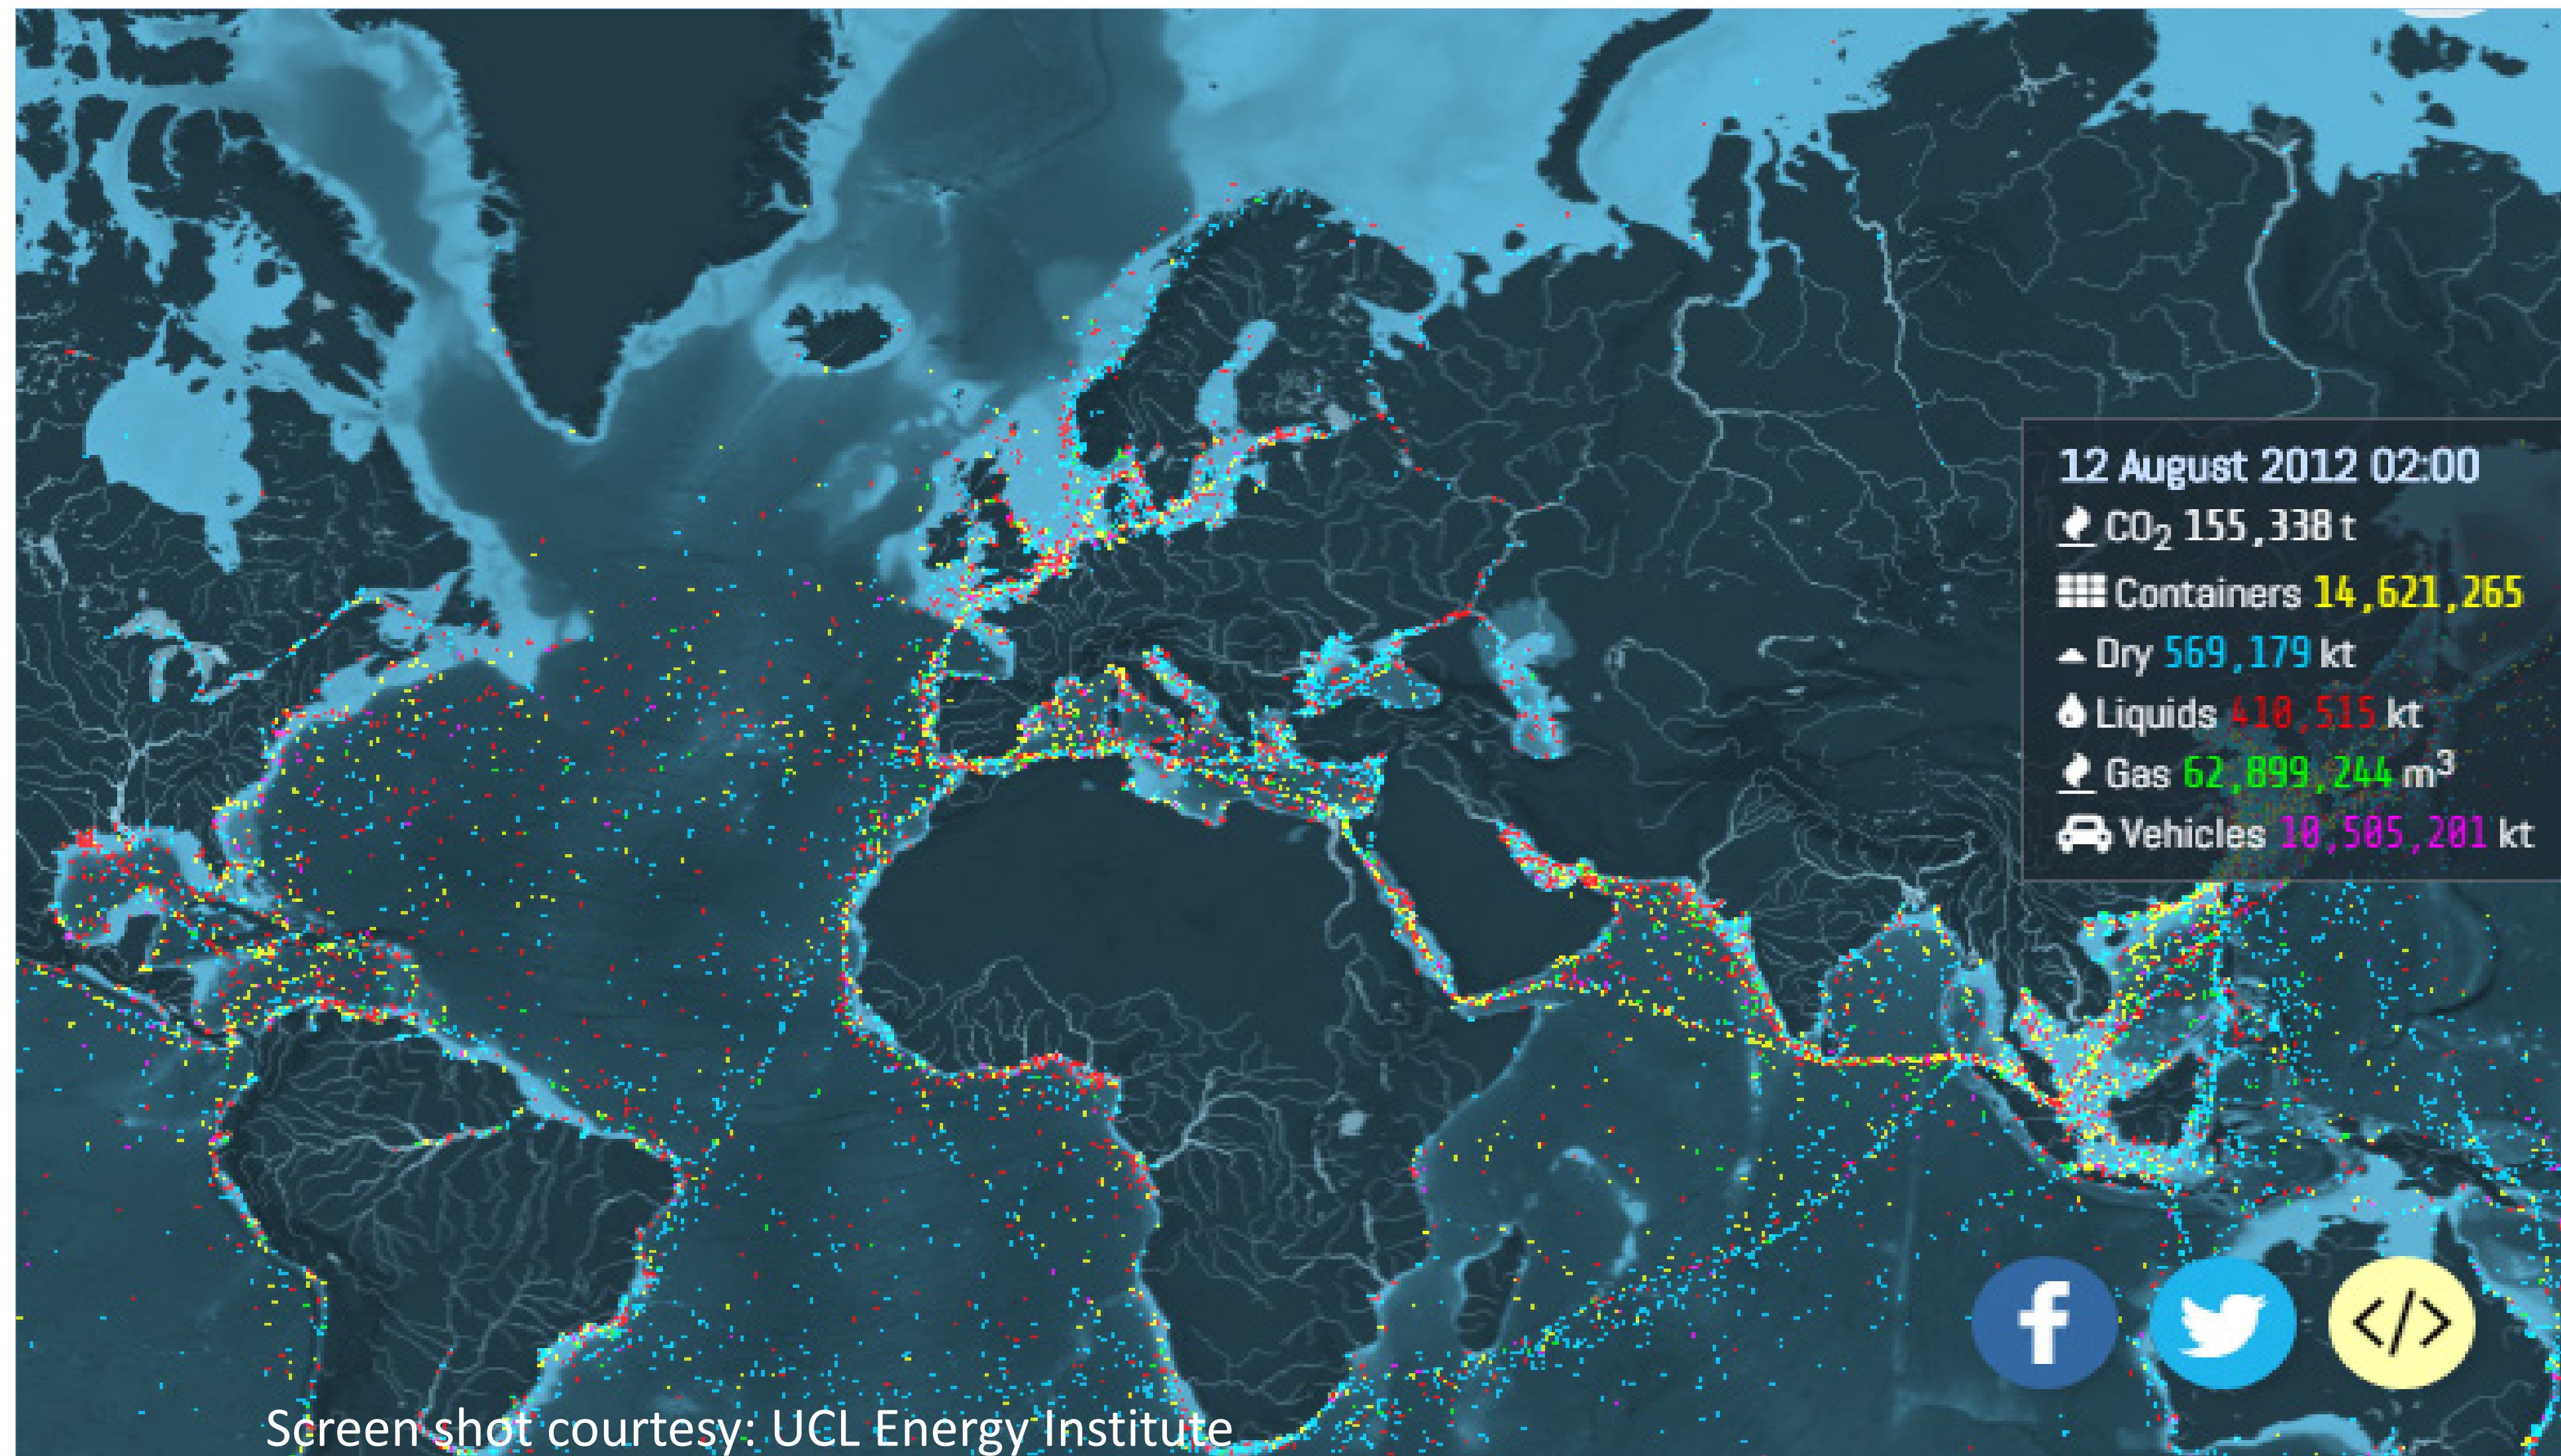 12 August 2012 02:00
CO₂ 155,338 t
Containers 14,621,265
Dry 569,179 kt
Liquids 410,515 kt
Gas 62,899,244 m³
Vehicles 10,505,201 kt
f
</>
Screen shot courtesy: UCL Energy Institute